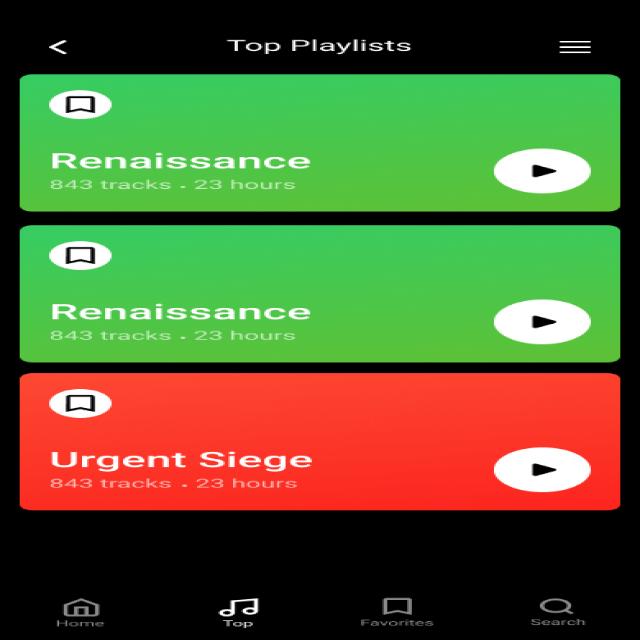 Top Playlists
Renaissance
843 tracks . 23 hours
Renaissance
843 tracks . 23 hours
Urgent Siege
843 tracks . 23 hours
Home Top Favorites Search